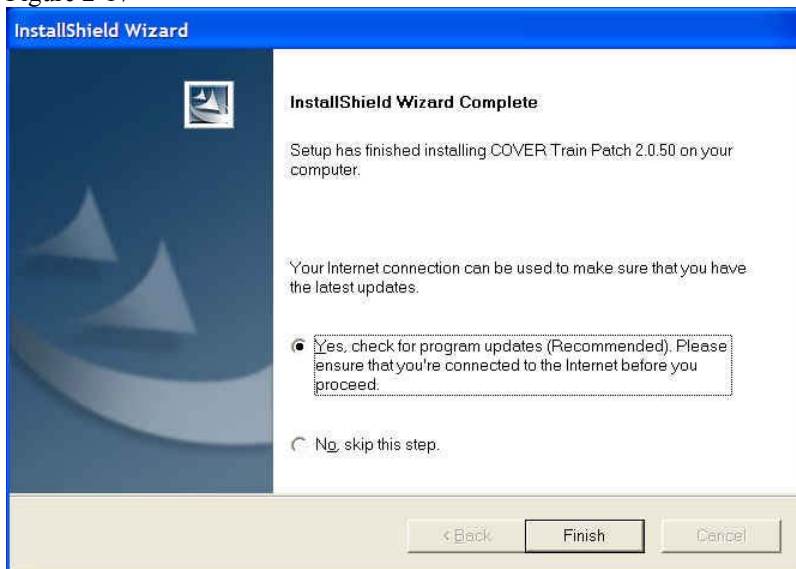 InstallShield Wizard
InstallShield Wizard Complete
Setup has finished installing COVER Train Patch 2.0.50 on your
computer.
Your Internet connection can be used to make sure that you have
the latest updates.
Yes, check for program updates (Recommended). Please
ensure that you're connected to the Internet before you
proceed.
No, skip this step.
< Back
Finish
Cancel